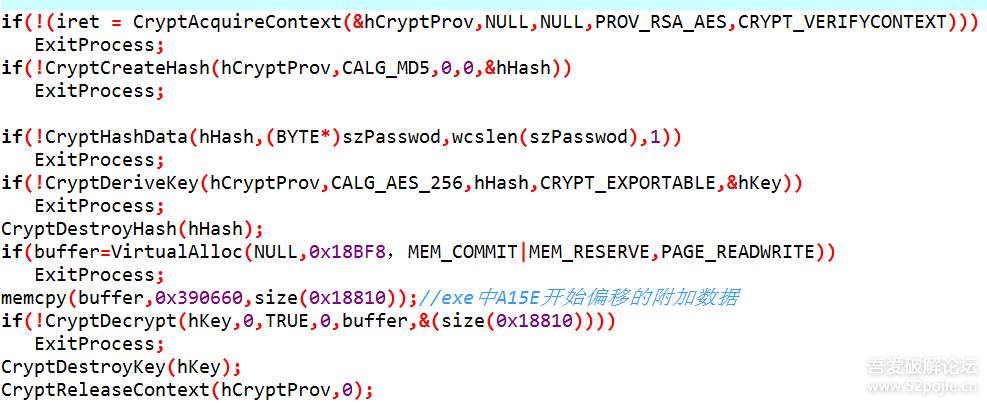 if(!(iret = CryptAcquireContext(&hCryptProv,NULL,NULL,PROV_RSA_AES,CRYPT_VERIFYCONTEXT)))
   ExitProcess;
if(!CryptCreateHash(hCryptProv,CALG_MD5,0,0,&hHash))
   ExitProcess;
if(!CryptHashData(hHash,(BYTE*)szPasswod,wcslen(szPasswod),1))
   ExitProcess;
if(!CryptDeriveKey(hCryptProv,CALG_AES_256,hHash,CRYPT_EXPORTABLE,&hKey))
   ExitProcess;
CryptDestroyHash(hHash);
if(buffer=VirtualAlloc(NULL,0x18BF8，MEM_COMMIT|MEM_RESERVE,PAGE_READWRITE))
   ExitProcess;
memcpy(buffer,0x390660,size(0x18810));//exe中A15E开始偏移的附加数据
if(!CryptDecrypt(hKey,0,TRUE,0,buffer,&(size(0x18810))))
   ExitProcess;
CryptDestroyKey(hKey);
CryptReleaseContext(hCryptProv,0);
吾爱破解论坛
www.52pojie.cn